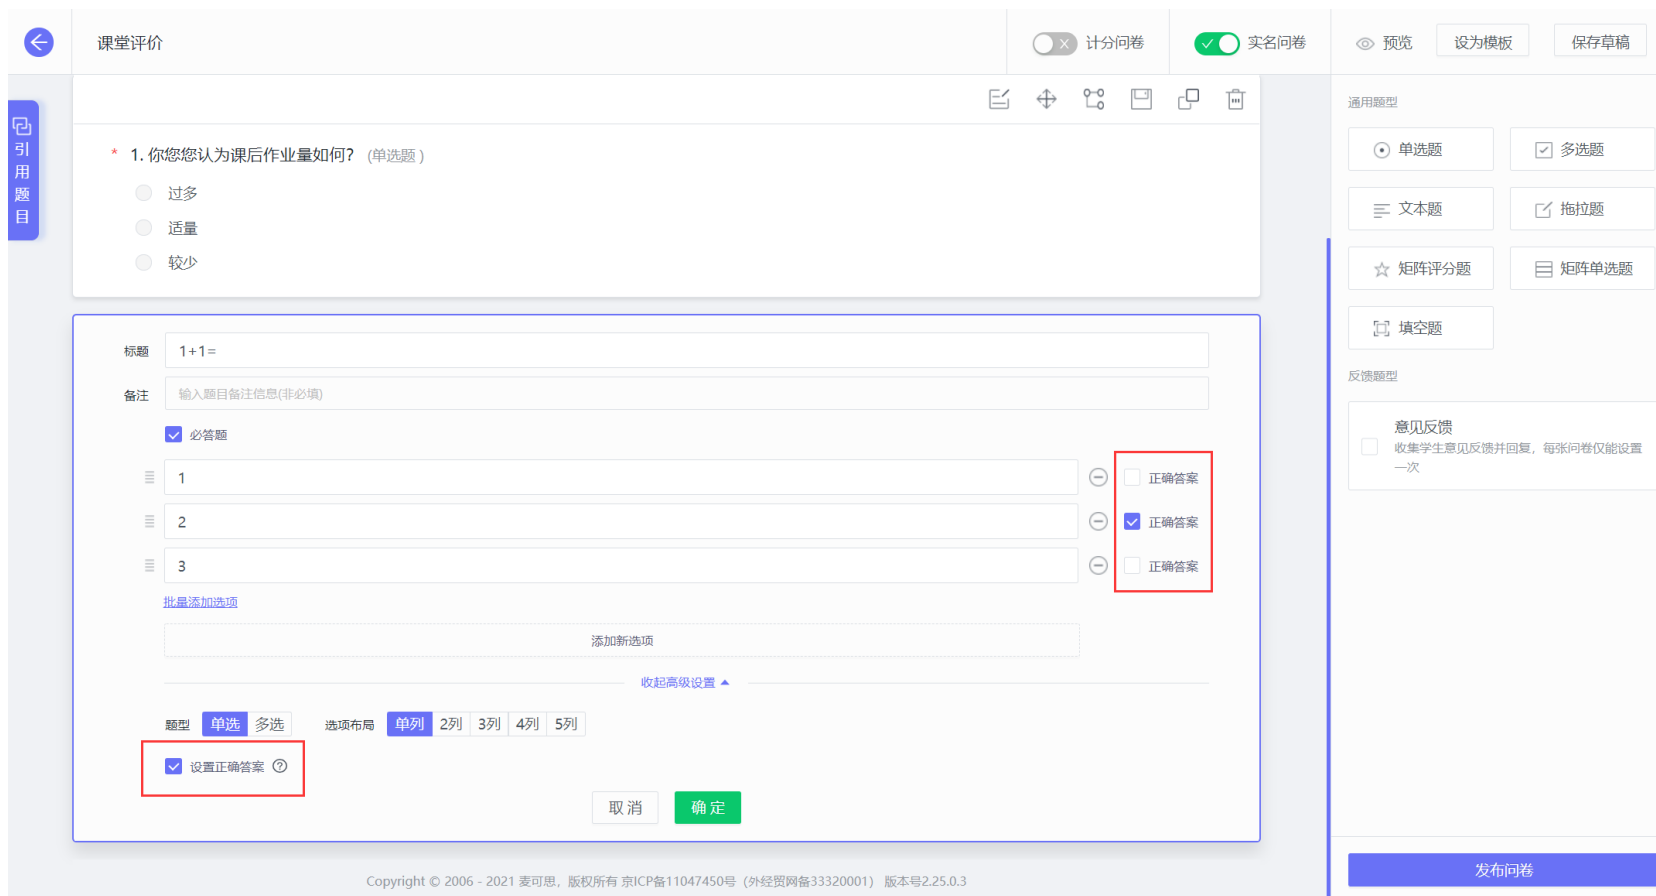 课堂评价
计分问卷
实名问卷
预览
设为模板
保存草稿
引用题目
* 1. 你您您认为课后作业量如何? (单选题 )
过多
适量
较少
标题 1+1=
备注 输入题目备注信息(非必填)
必答题
1 正确答案
2 正确答案
3 正确答案
批量添加选项
添加新选项
收起高级设置
题型 单选 多选 选项布局 单列 2列 3列 4列 5列
设置正确答案 ?
取 消 确 定
Copyright © 2006 - 2021 麦可思，版权所有 京ICP备11047450号（外经贸网备33320001） 版本号2.25.0.3
通用题型
单选题 多选题
文本题 拖拉题
矩阵评分题 矩阵单选题
填空题
反馈题型
意见反馈
收集学生意见反馈并回复，每张问卷仅能设置
一次
发布问卷